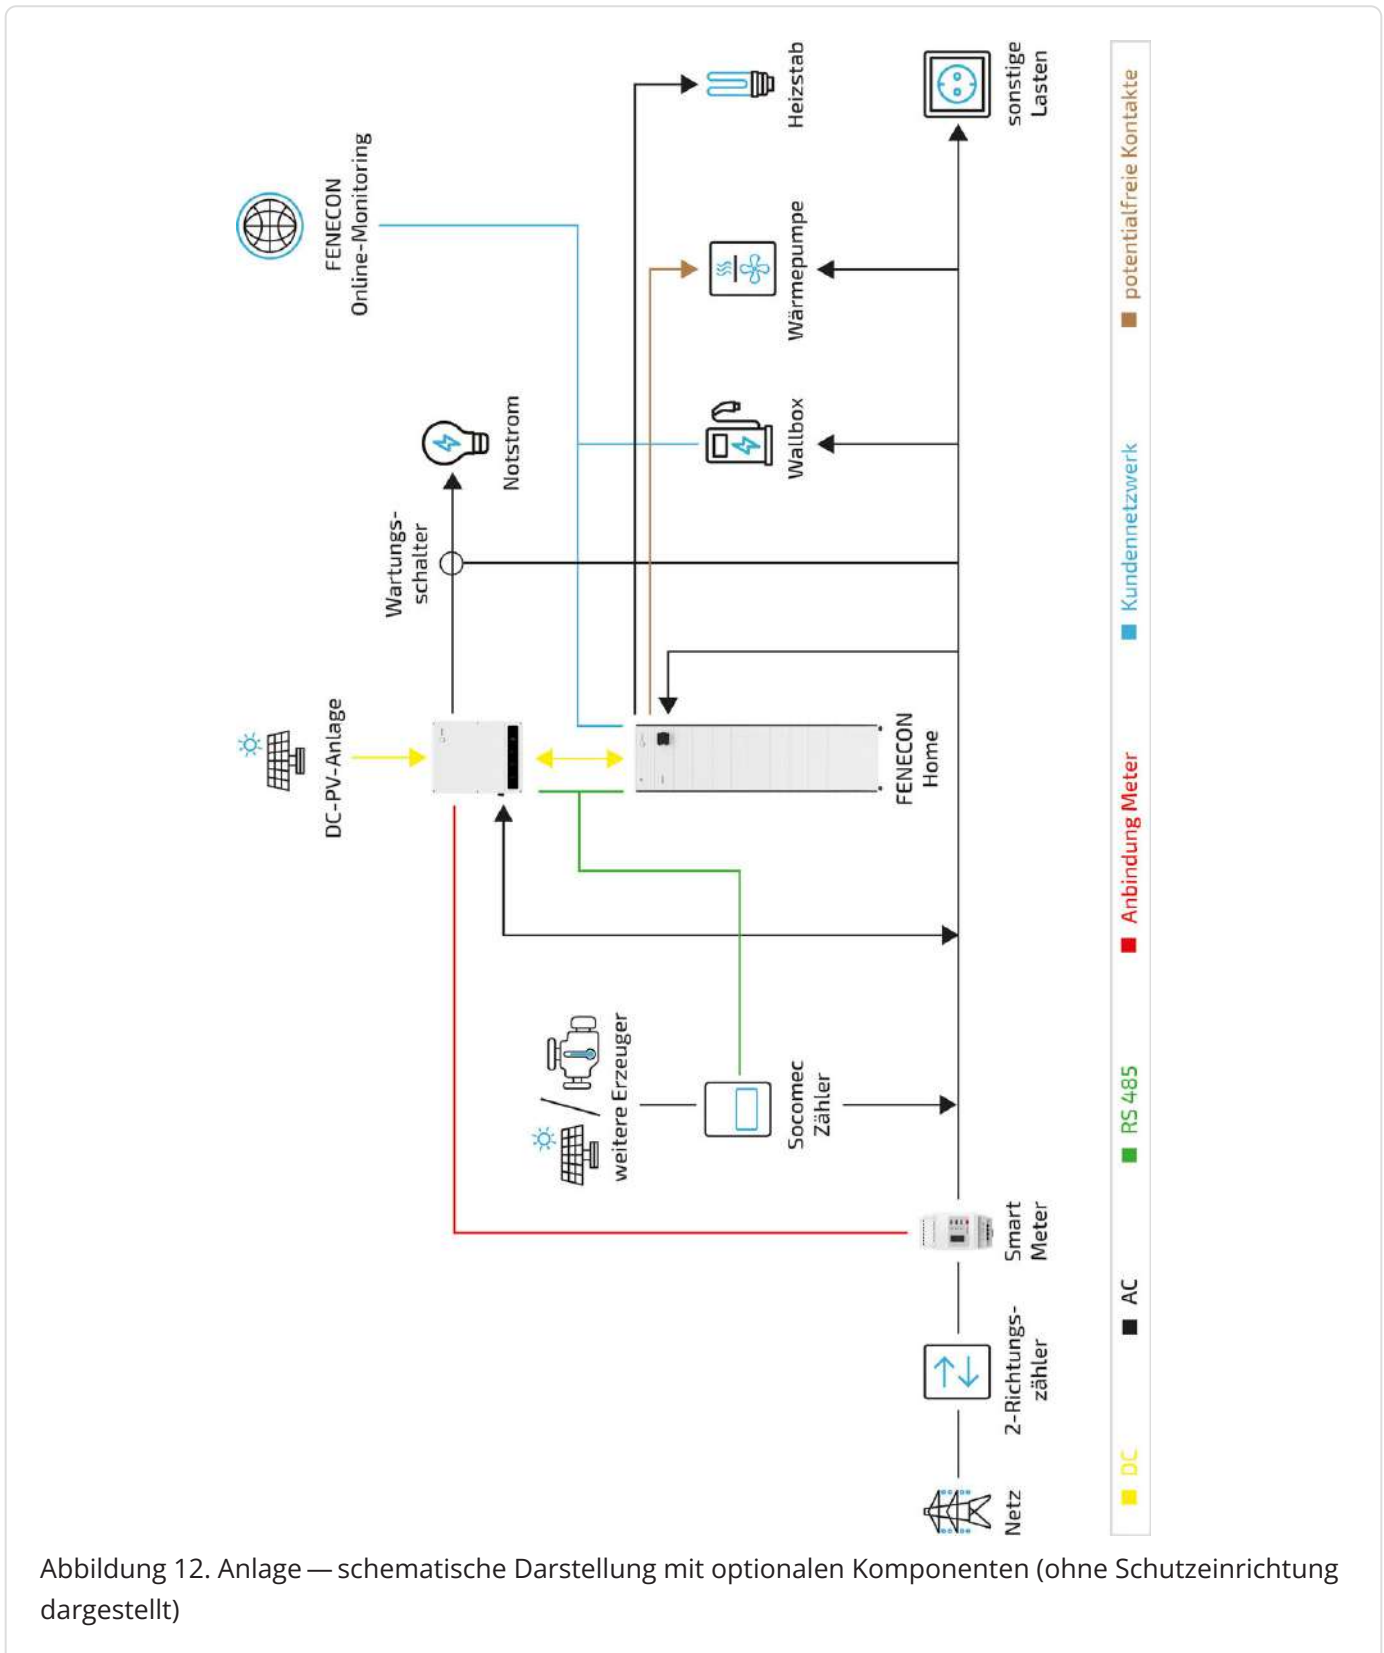 DC-PV-Anlage
FENECON
Online-Monitoring
Wartungs-
schalter
Notstrom
weitere Erzeuger
Socomec
Zähler
Wallbox
Wärmepumpe
Heizstab
FENECON
Home
Netz
2-Richtungs-
zähler
Smart
Meter
sonstige
Lasten
DC
AC
RS 485
Anbindung Meter
Kundennetzwerk
potentialfreie Kontakte
Abbildung 12. Anlage — schematische Darstellung mit optionalen Komponenten (ohne Schutzeinrichtung
dargestellt)